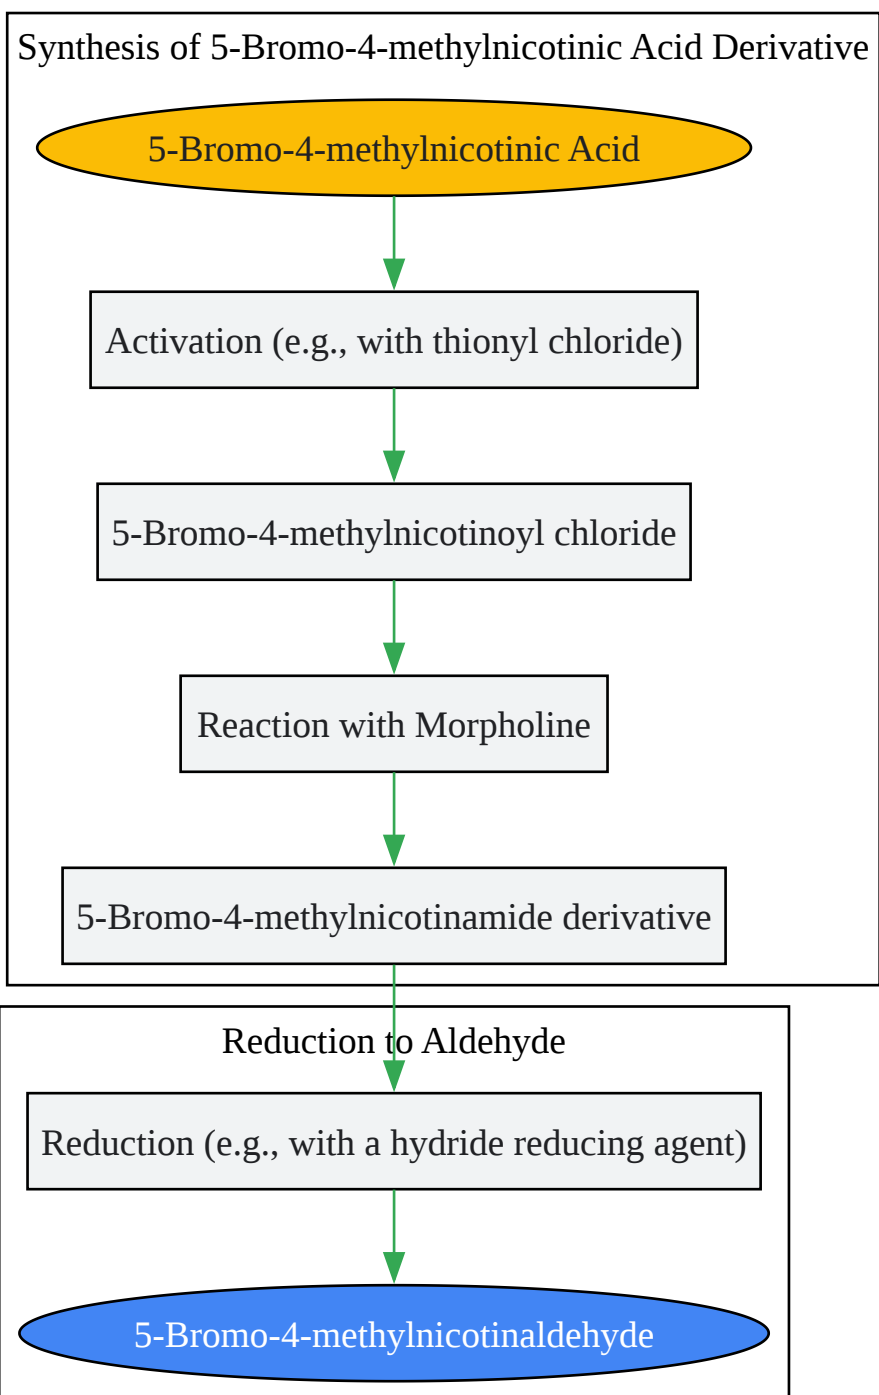 Synthesis of 5-Bromo-4-methylnicotinic Acid Derivative
5-Bromo-4-methylnicotinic Acid
Activation (e.g., with thionyl chloride)
5-Bromo-4-methylnicotinoyl chloride
Reaction with Morpholine
5-Bromo-4-methylnicotinamide derivative
Reduction to Aldehyde
Reduction (e.g., with a hydride reducing agent)
5-Bromo-4-methylnicotinaldehyde